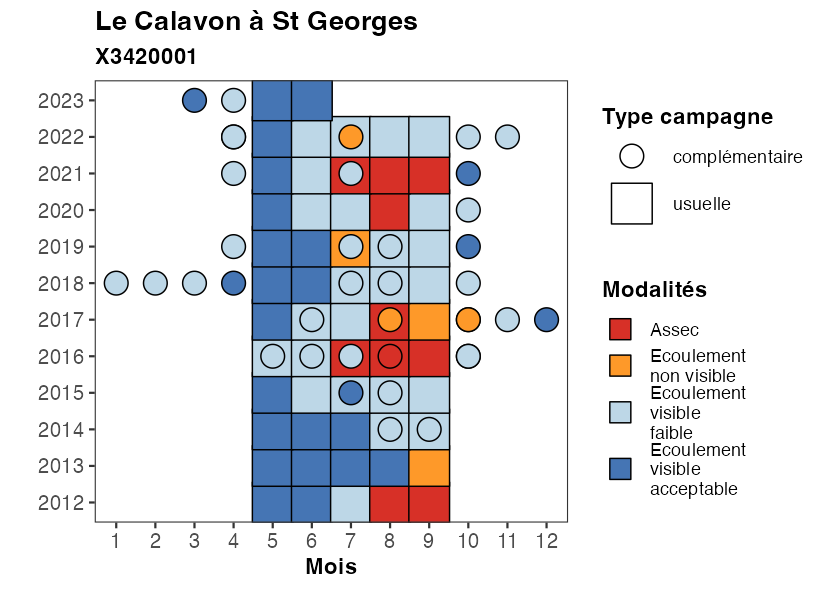 Le Calavon à St Georges
X3420001
2023
2022
2021
2020
2019
2018
2017
2016
2015
2014
2013
2012
1 2 3 4 5 6 7 8 9 10 11 12
Mois
Type campagne
complémentaire
usuelle
Modalités
Assec
Ecoulement
non visible
Ecoulement
visible
faible
Ecoulement
visible
acceptable